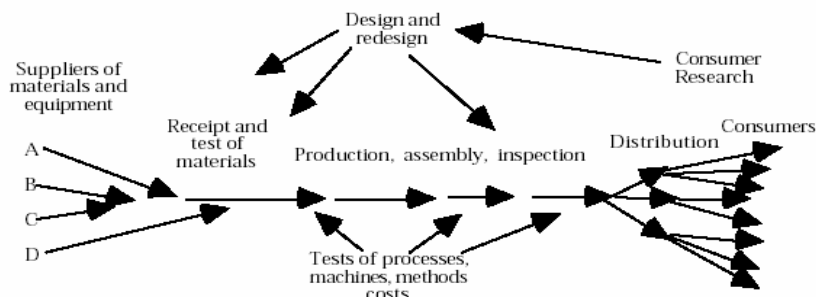 Design and
redesign
Suppliers of
materials and
equipment
Consumer
Research
Receipt and
test of
materials
Production, assembly, inspection
Distribution
Consumers
A
B
C
D
Tests of processes,
machines, methods
costs